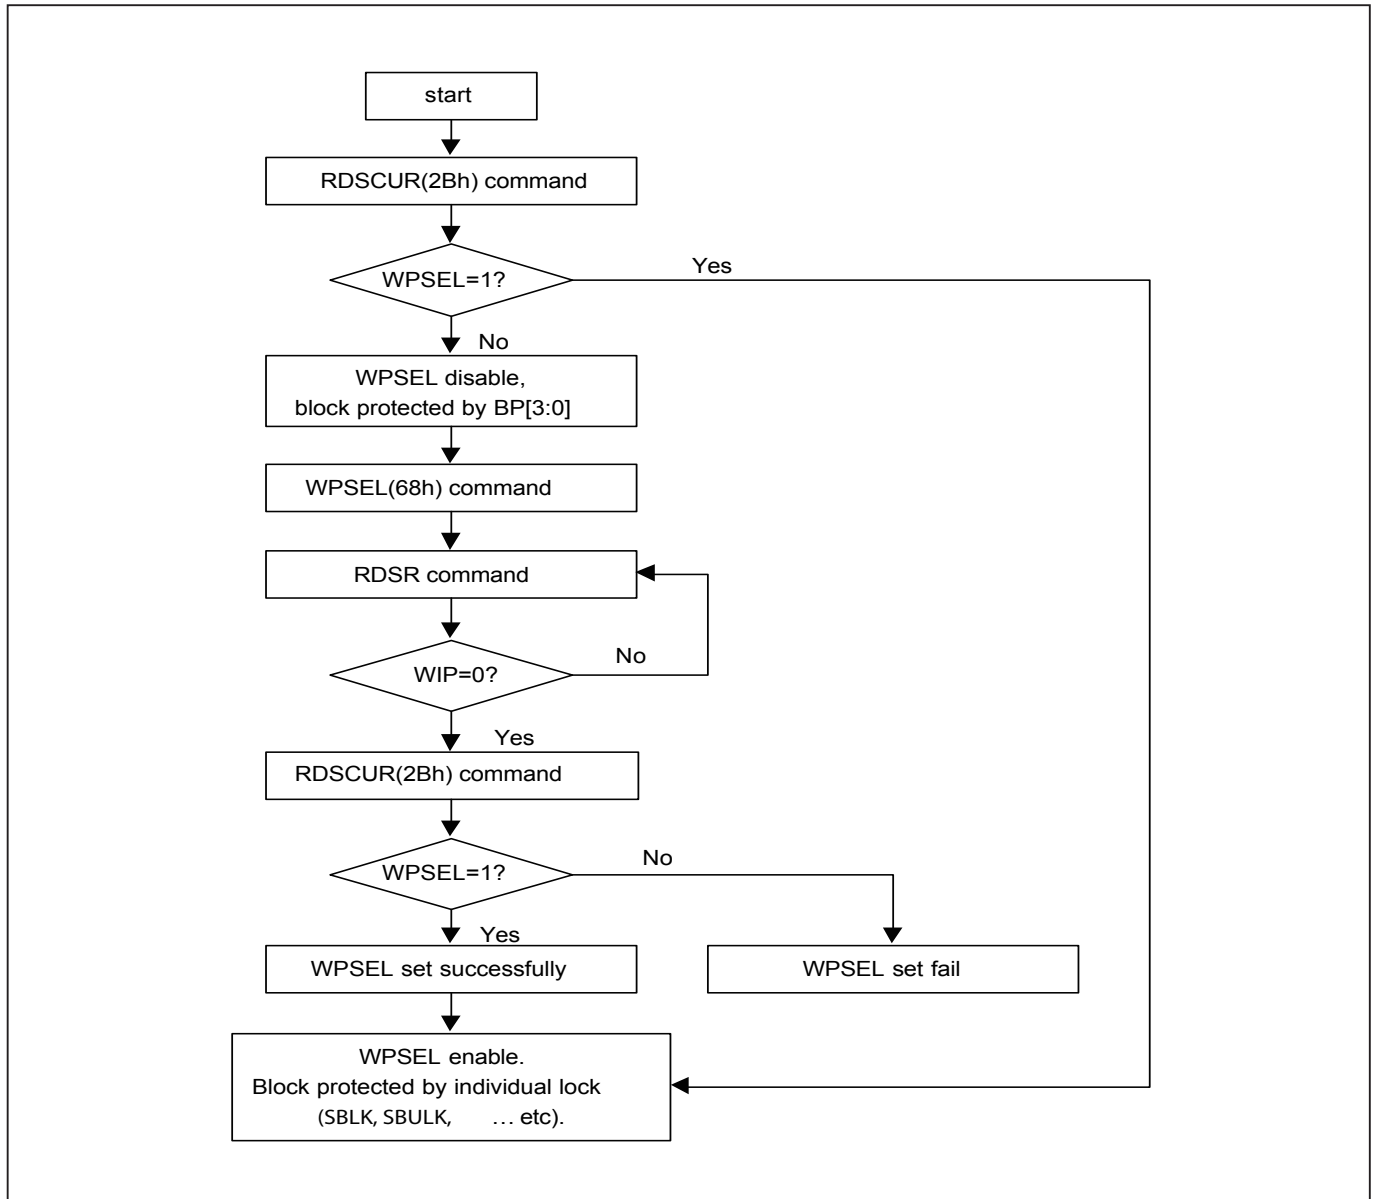 start
RDSCUR(2Bh) command
WPSEL=1?
Yes
No
WPSEL disable,
block protected by BP[3:0]
WPSEL(68h) command
RDSR command
WIP=0?
No
Yes
RDSCUR(2Bh) command
WPSEL=1?
No
Yes
WPSEL set successfully
WPSEL set fail
WPSEL enable.
Block protected by individual lock
(SBLK, SBULK, … etc).